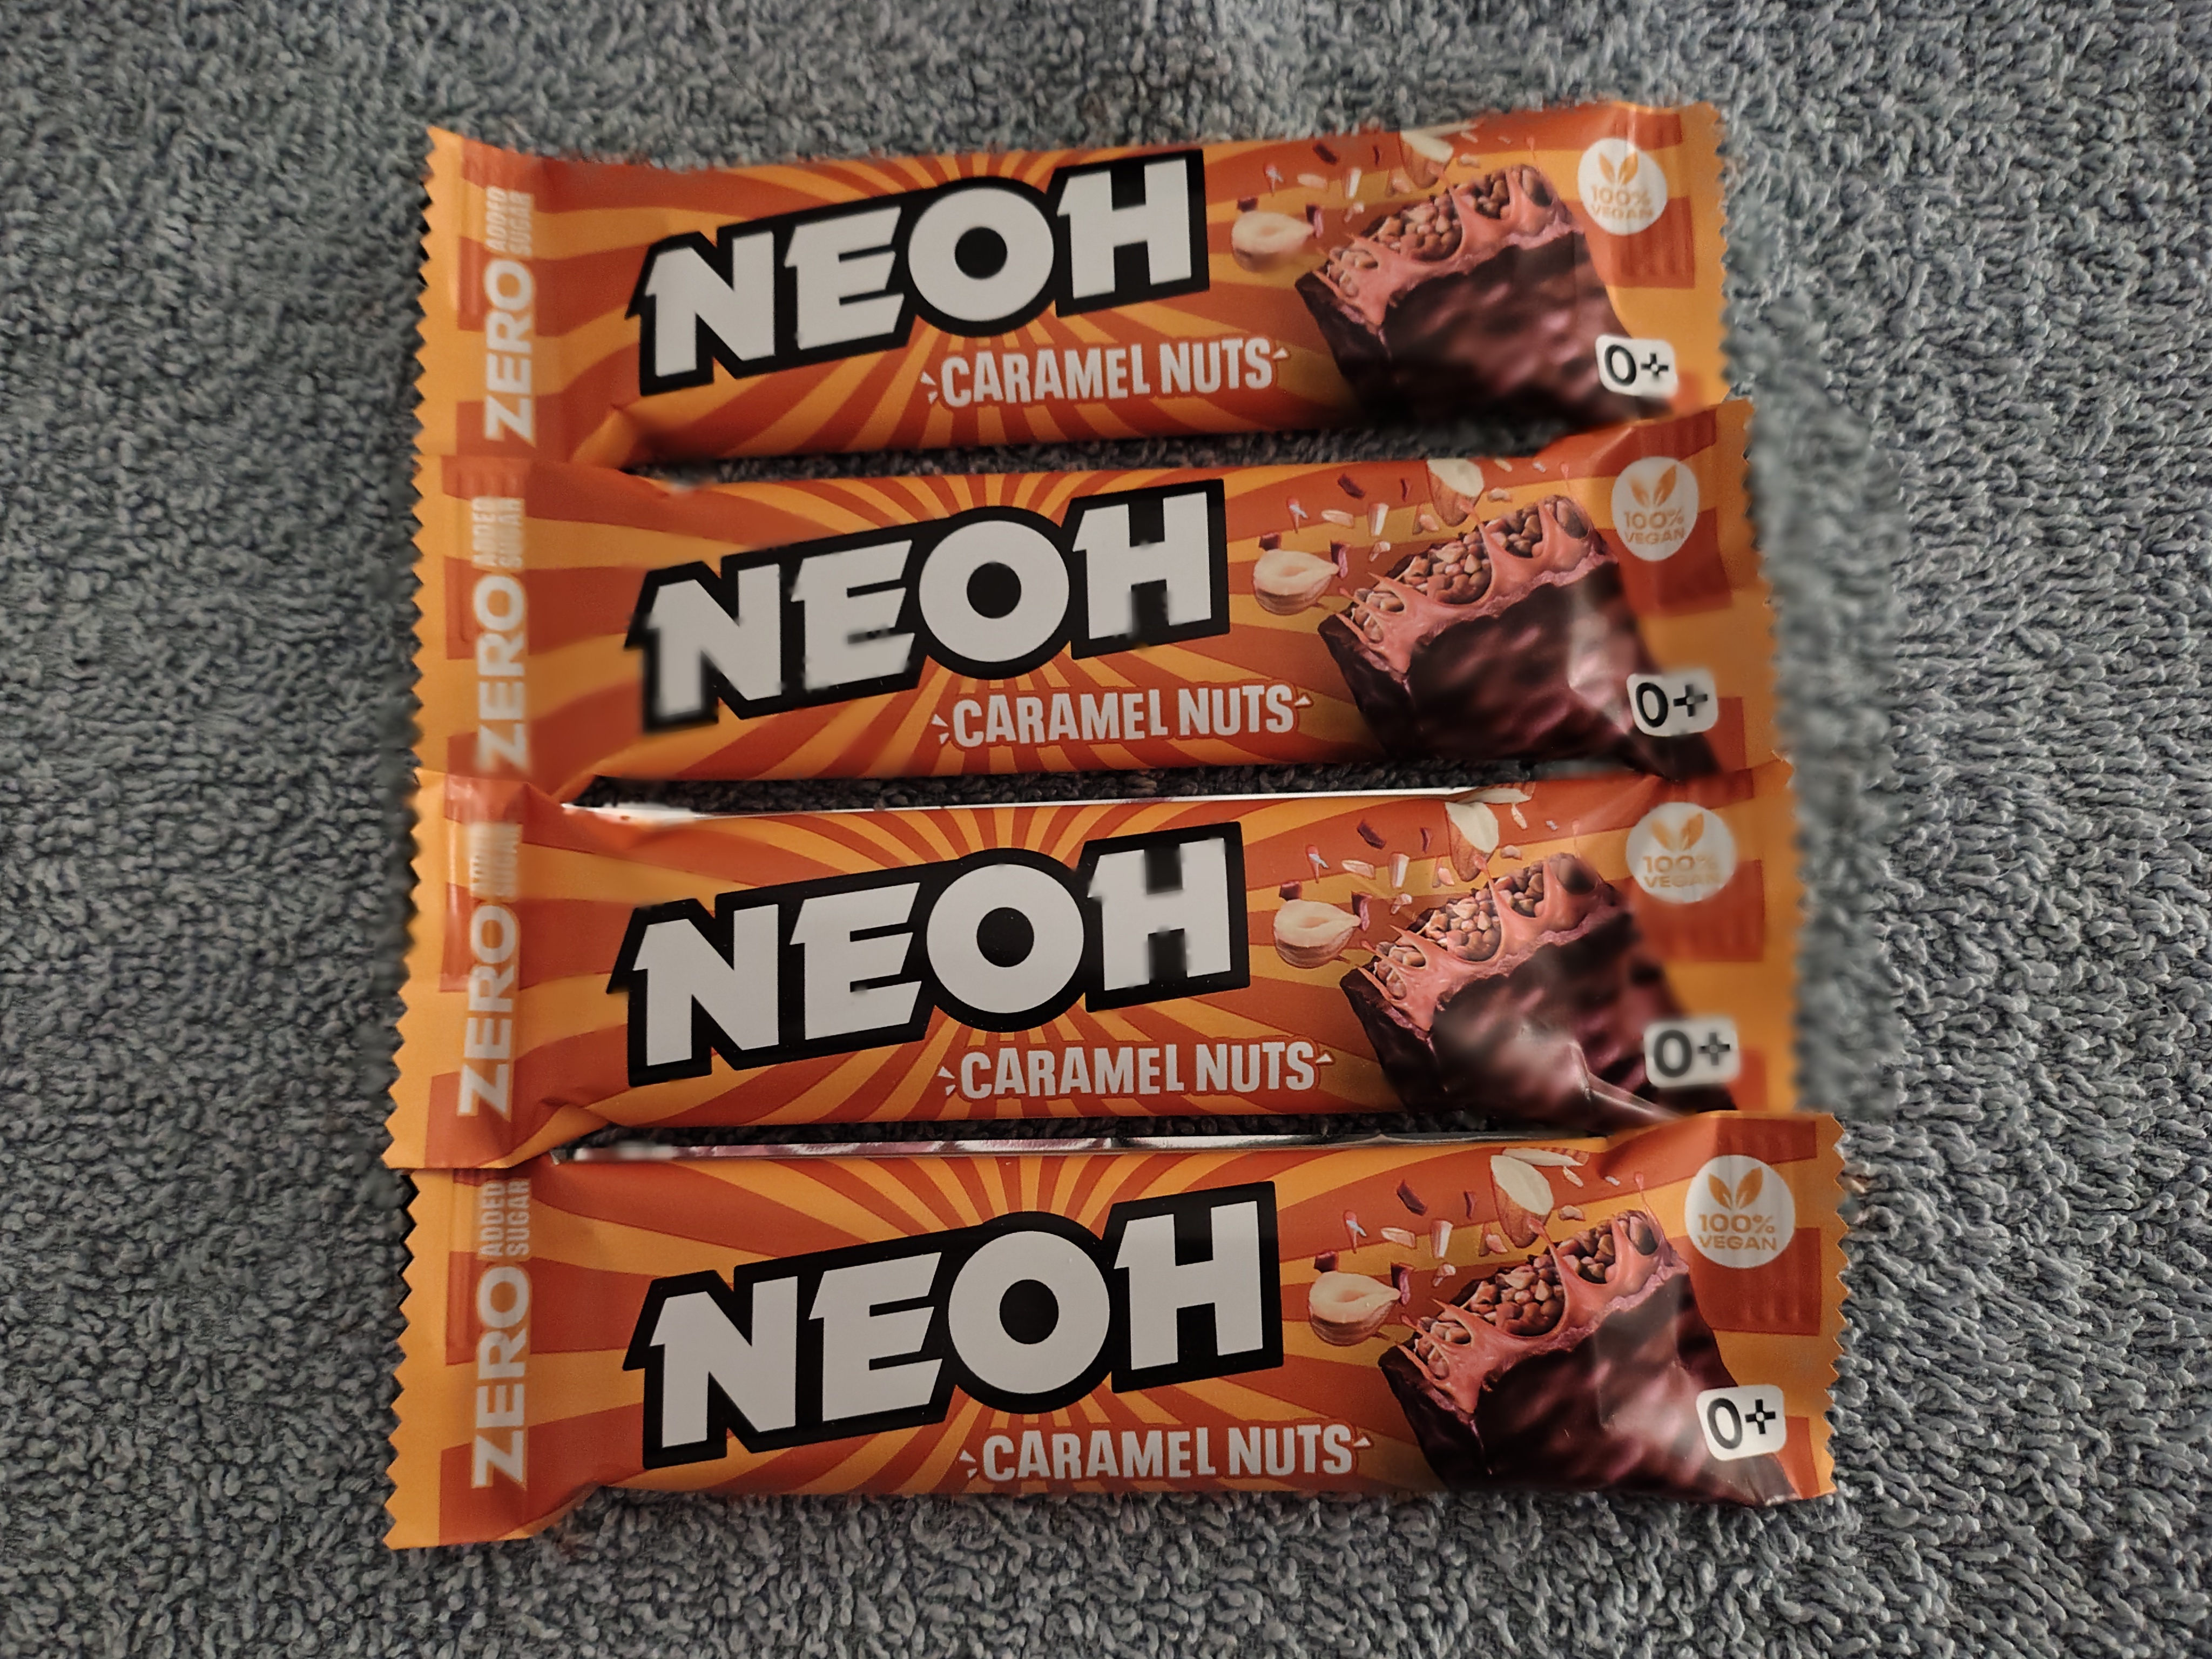 ZERO ADDED SUGAR
NEOH
CARAMEL NUTS
100%
VEGAN
0+
ZERO ADDED SUGAR
NEOH
CARAMEL NUTS
100%
VEGAN
0+
ZERO
NEOH
CARAMEL NUTS
100%
VEGAN
0+
ZERO ADDED SUGAR
NEOH
CARAMEL NUTS
100%
VEGAN
0+